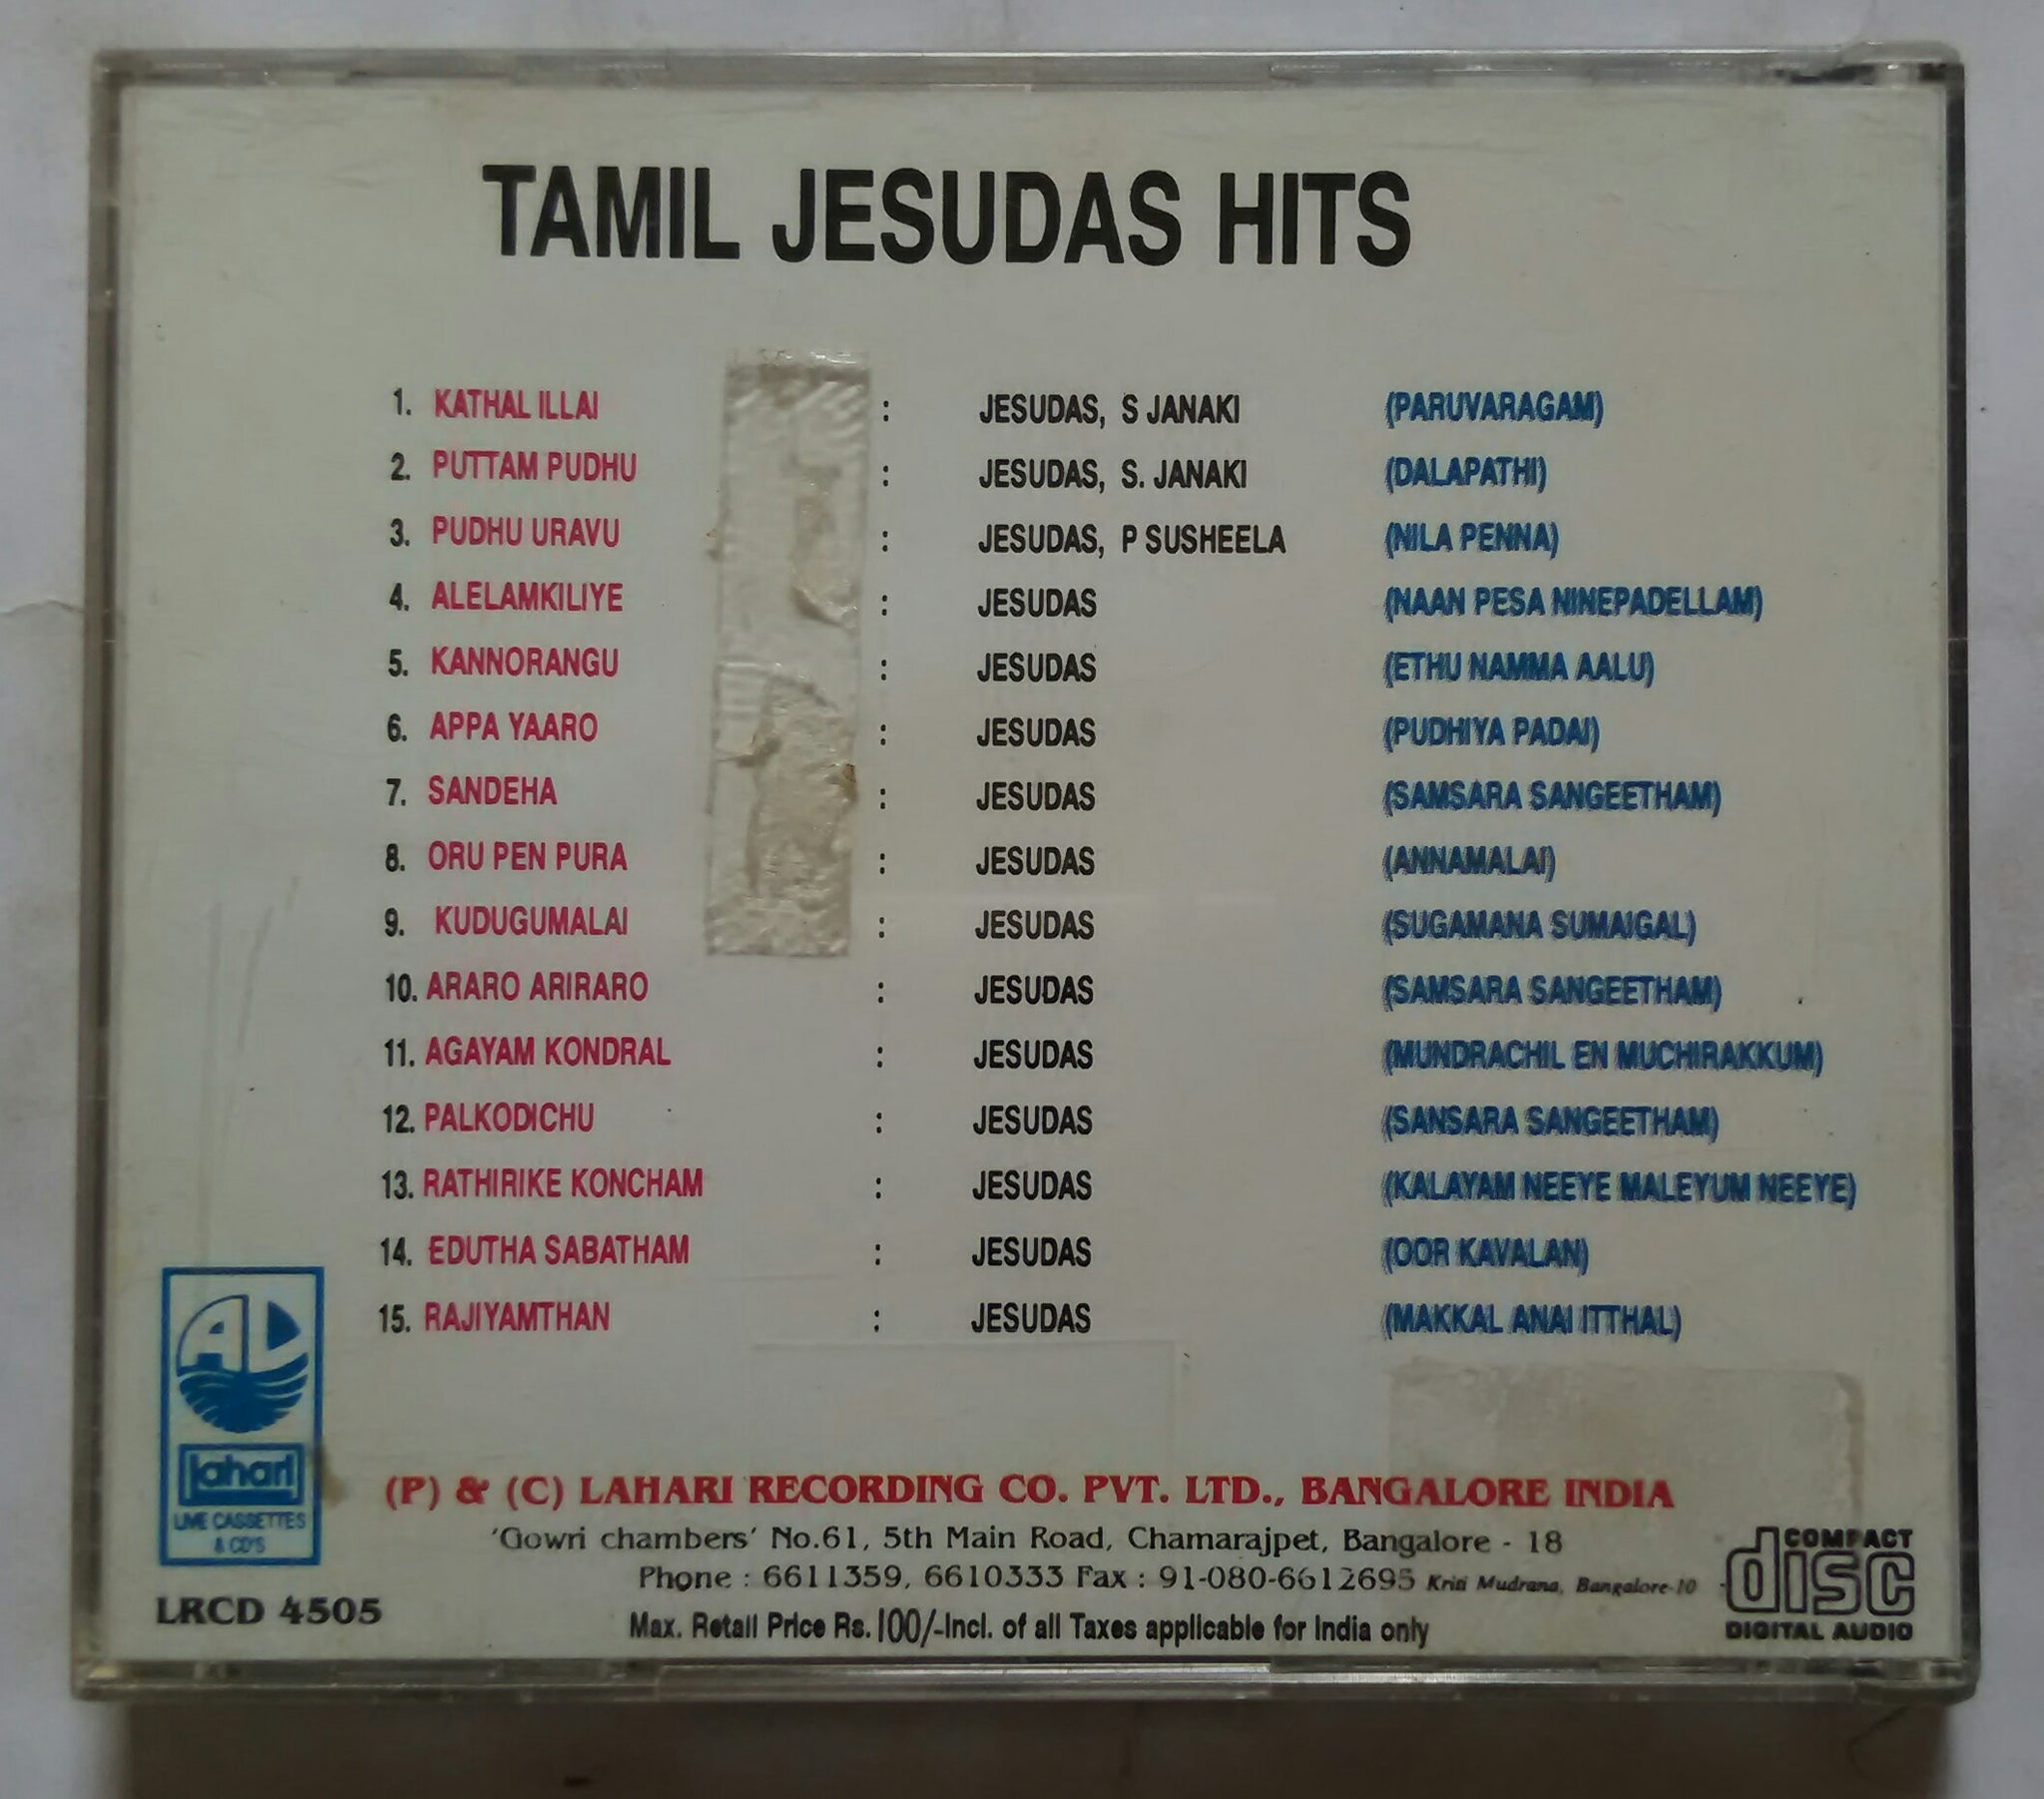 TAMIL JESUDAS HITS
1. KATHAL ILLAI : JESUDAS, S JANAKI (PARUVARAGAM)
2. PUTTAM PUDHU : JESUDAS, S. JANAKI (DALAPATHI)
3. PUDHU URAVU : JESUDAS, P SUSHEELA (NILA PENNA)
4. ALELAMKILIYE : JESUDAS (NAAN PESA NINEPADELLAM)
5. KANNORANGU : JESUDAS (ETHU NAMMA AALU)
6. APPA YAARO : JESUDAS (PUDHIYA PADAI)
7. SANDEHA : JESUDAS (SAMSARA SANGEETHAM)
8. ORU PEN PURA : JESUDAS (ANNAMALAI)
9. KUDUGUMALAI : JESUDAS (SUGAMANA SUMAIGAL)
10. ARARO ARIRARO : JESUDAS (SAMSARA SANGEETHAM)
11. AGAYAM KONDRAL : JESUDAS (MUNDRACHIL EN MUCHIRAKKUM)
12. PALKODICHU : JESUDAS (SANSARA SANGEETHAM)
13. RATHIRIKE KONCHAM : JESUDAS (KALAYAM NEEYE MALEYUM NEEYE)
14. EDUTHA SABATHAM : JESUDAS (OOR KAVALAN)
15. RAJIYAMTHAN : JESUDAS (MAKKAL ANAI ITTHAL)
lahari
LIVE CASSETTES
& CD'S
LRCD 4505
(P) & (C) LAHARI RECORDING CO. PVT. LTD., BANGALORE INDIA
'Gowri chambers' No.61, 5th Main Road, Chamarajpet, Bangalore - 18
Phone : 6611359, 6610333 Fax : 91-080-6612695 Kriti Mudrana, Bangalore-10
Max. Retail Price Rs.100/-Incl. of all Taxes applicable for India only
COMPACT
disc
DIGITAL AUDIO